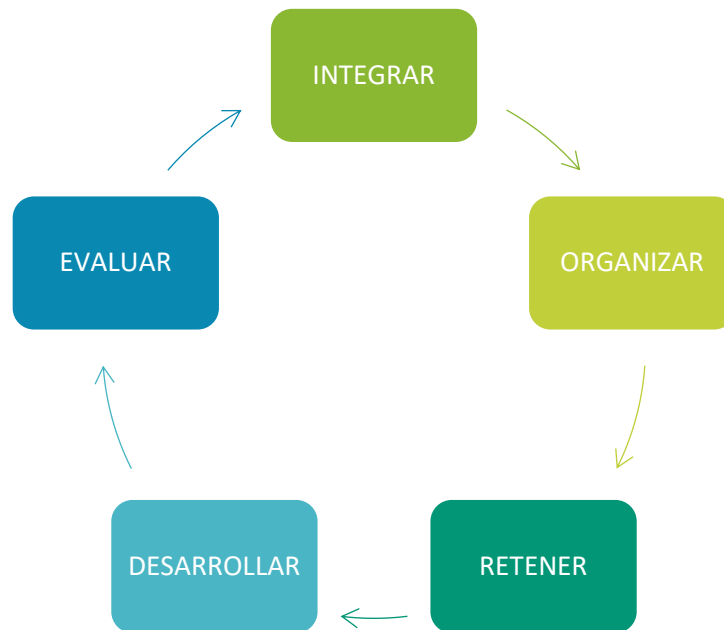 INTEGRAR
ORGANIZAR
RETENER
DESARROLLAR
EVALUAR